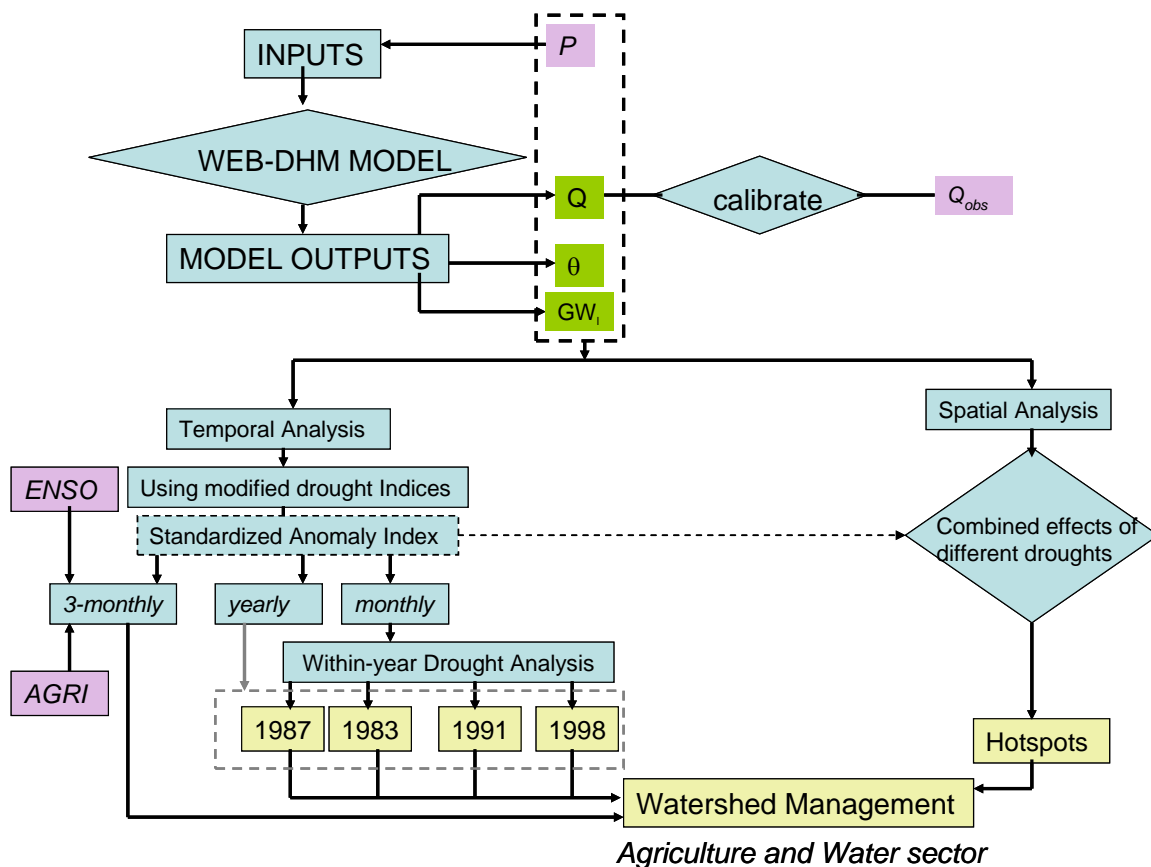 P
INPUTS
WEB-DHM MODEL
Q
calibrate
Qobs
MODEL OUTPUTS
θ
GWI
Spatial Analysis
Temporal Analysis
ENSO
Using modified drought Indices
Standardized Anomaly Index
Combined effects of
different droughts
3-monthly
yearly
monthly
Within-year Drought Analysis
AGRI
1987
1983
1991
1998
Hotspots
Watershed Management
Agriculture and Water sector